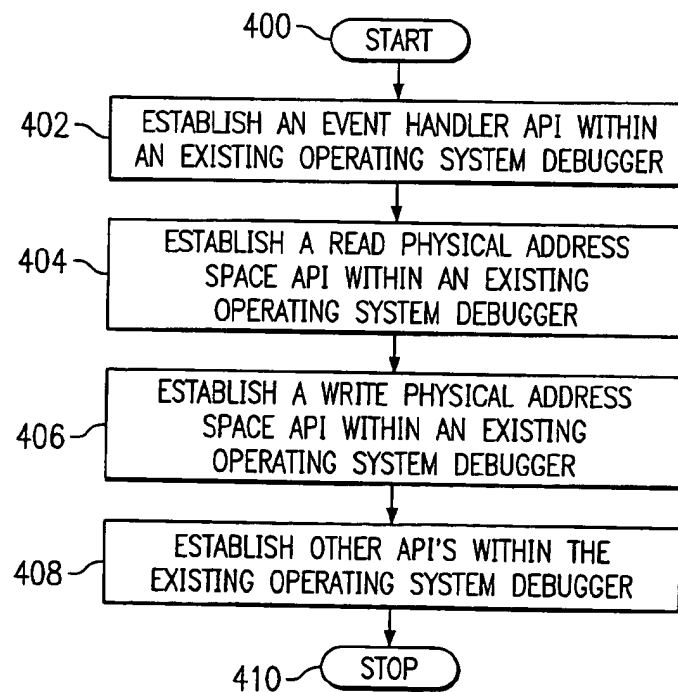 400
START
402
ESTABLISH AN EVENT HANDLER API WITHIN
AN EXISTING OPERATING SYSTEM DEBUGGER
404
ESTABLISH A READ PHYSICAL ADDRESS
SPACE API WITHIN AN EXISTING
OPERATING SYSTEM DEBUGGER
406
ESTABLISH A WRITE PHYSICAL ADDRESS
SPACE API WITHIN AN EXISTING
OPERATING SYSTEM DEBUGGER
408
ESTABLISH OTHER API'S WITHIN THE
EXISTING OPERATING SYSTEM DEBUGGER
410
STOP